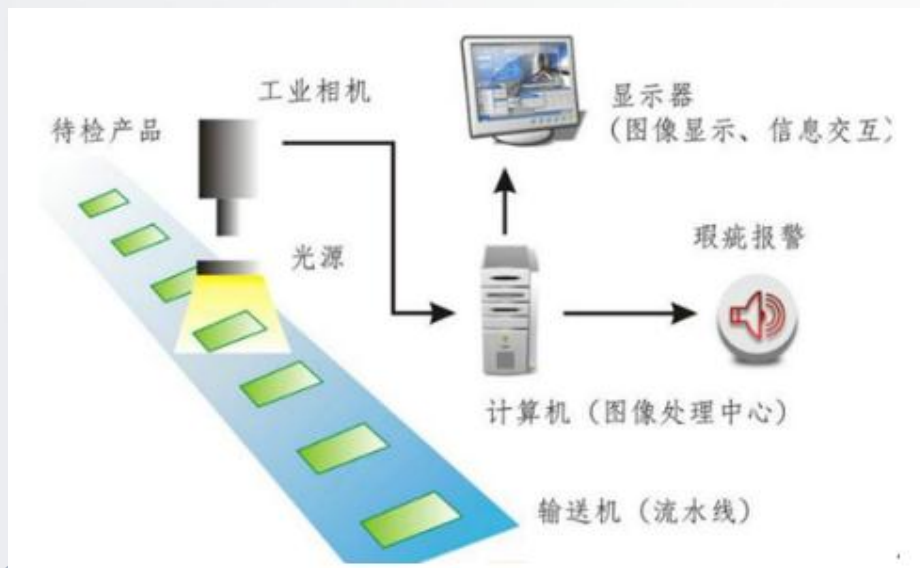 工业相机
待检产品
显示器
(图像显示、信息交互)
光源
瑕疵报警
计算机(图像处理中心)
输送机(流水线)